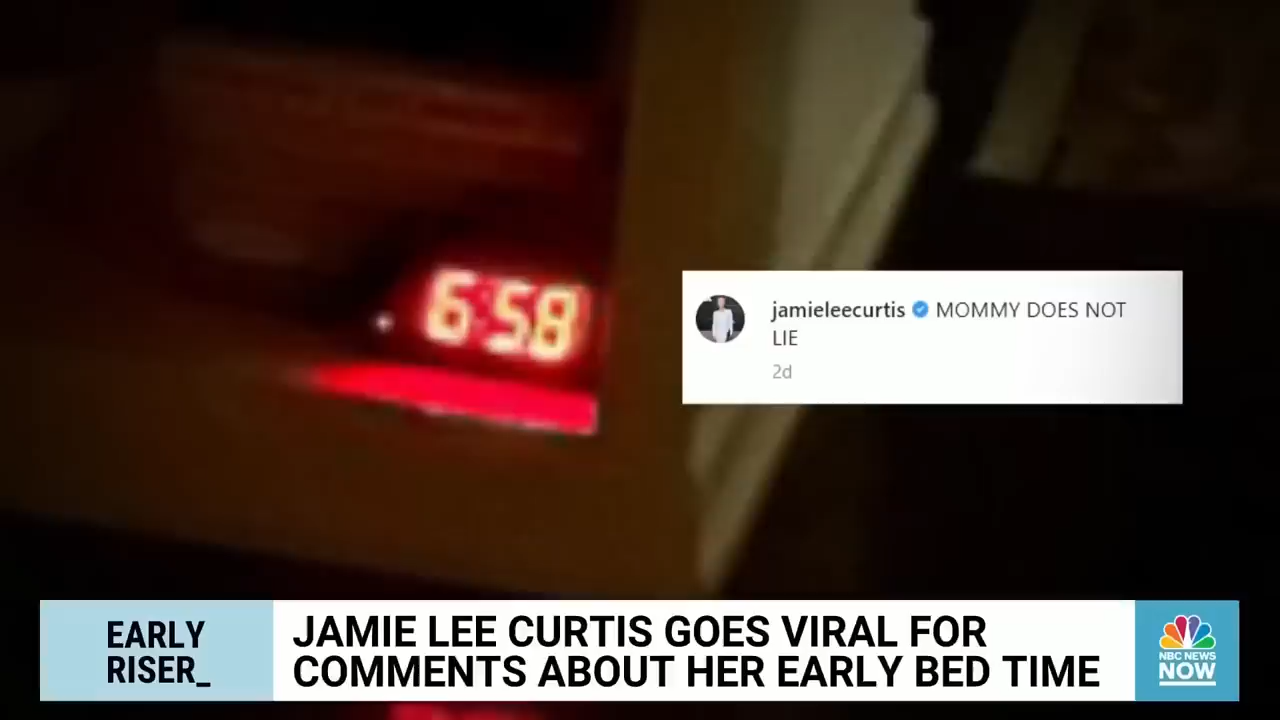 6:58
jamieleecurtis MOMMY DOES NOT
LIE
2d
EARLY
RISER_
JAMIE LEE CURTIS GOES VIRAL FOR
COMMENTS ABOUT HER EARLY BED TIME
NBC NEWS
NOW